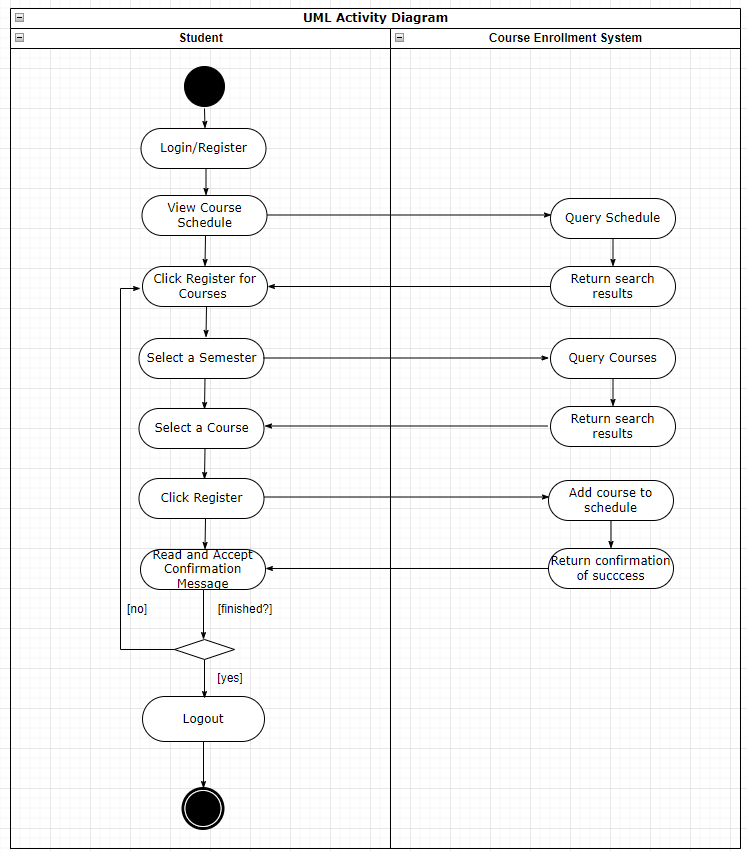 UML Activity Diagram
Student
Course Enrollment System
Login/Register
View Course
Schedule
Query Schedule
Click Register for
Courses
Return search
results
Select a Semester
Query Courses
Select a Course
Return search
results
Click Register
Add course to
schedule
Read and Accept
Confirmation
Message
Return confirmation
of succcess
[no]
[finished?]
[yes]
Logout